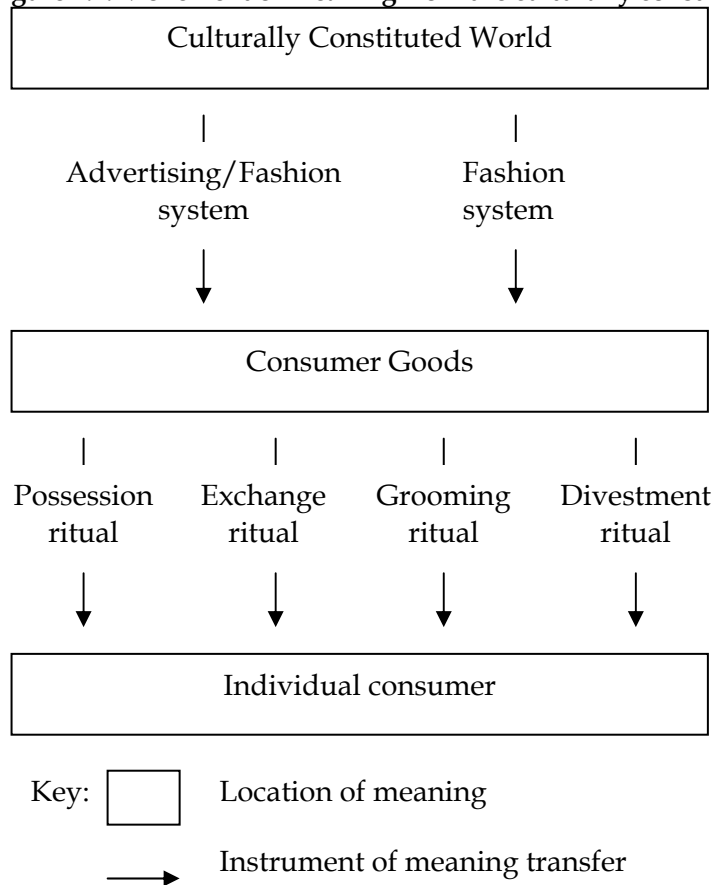 Culturally Constituted World
Advertising/Fashion system
Fashion system
Consumer Goods
Possession ritual
Exchange ritual
Grooming ritual
Divestment ritual
Individual consumer
Key:
Location of meaning
Instrument of meaning transfer